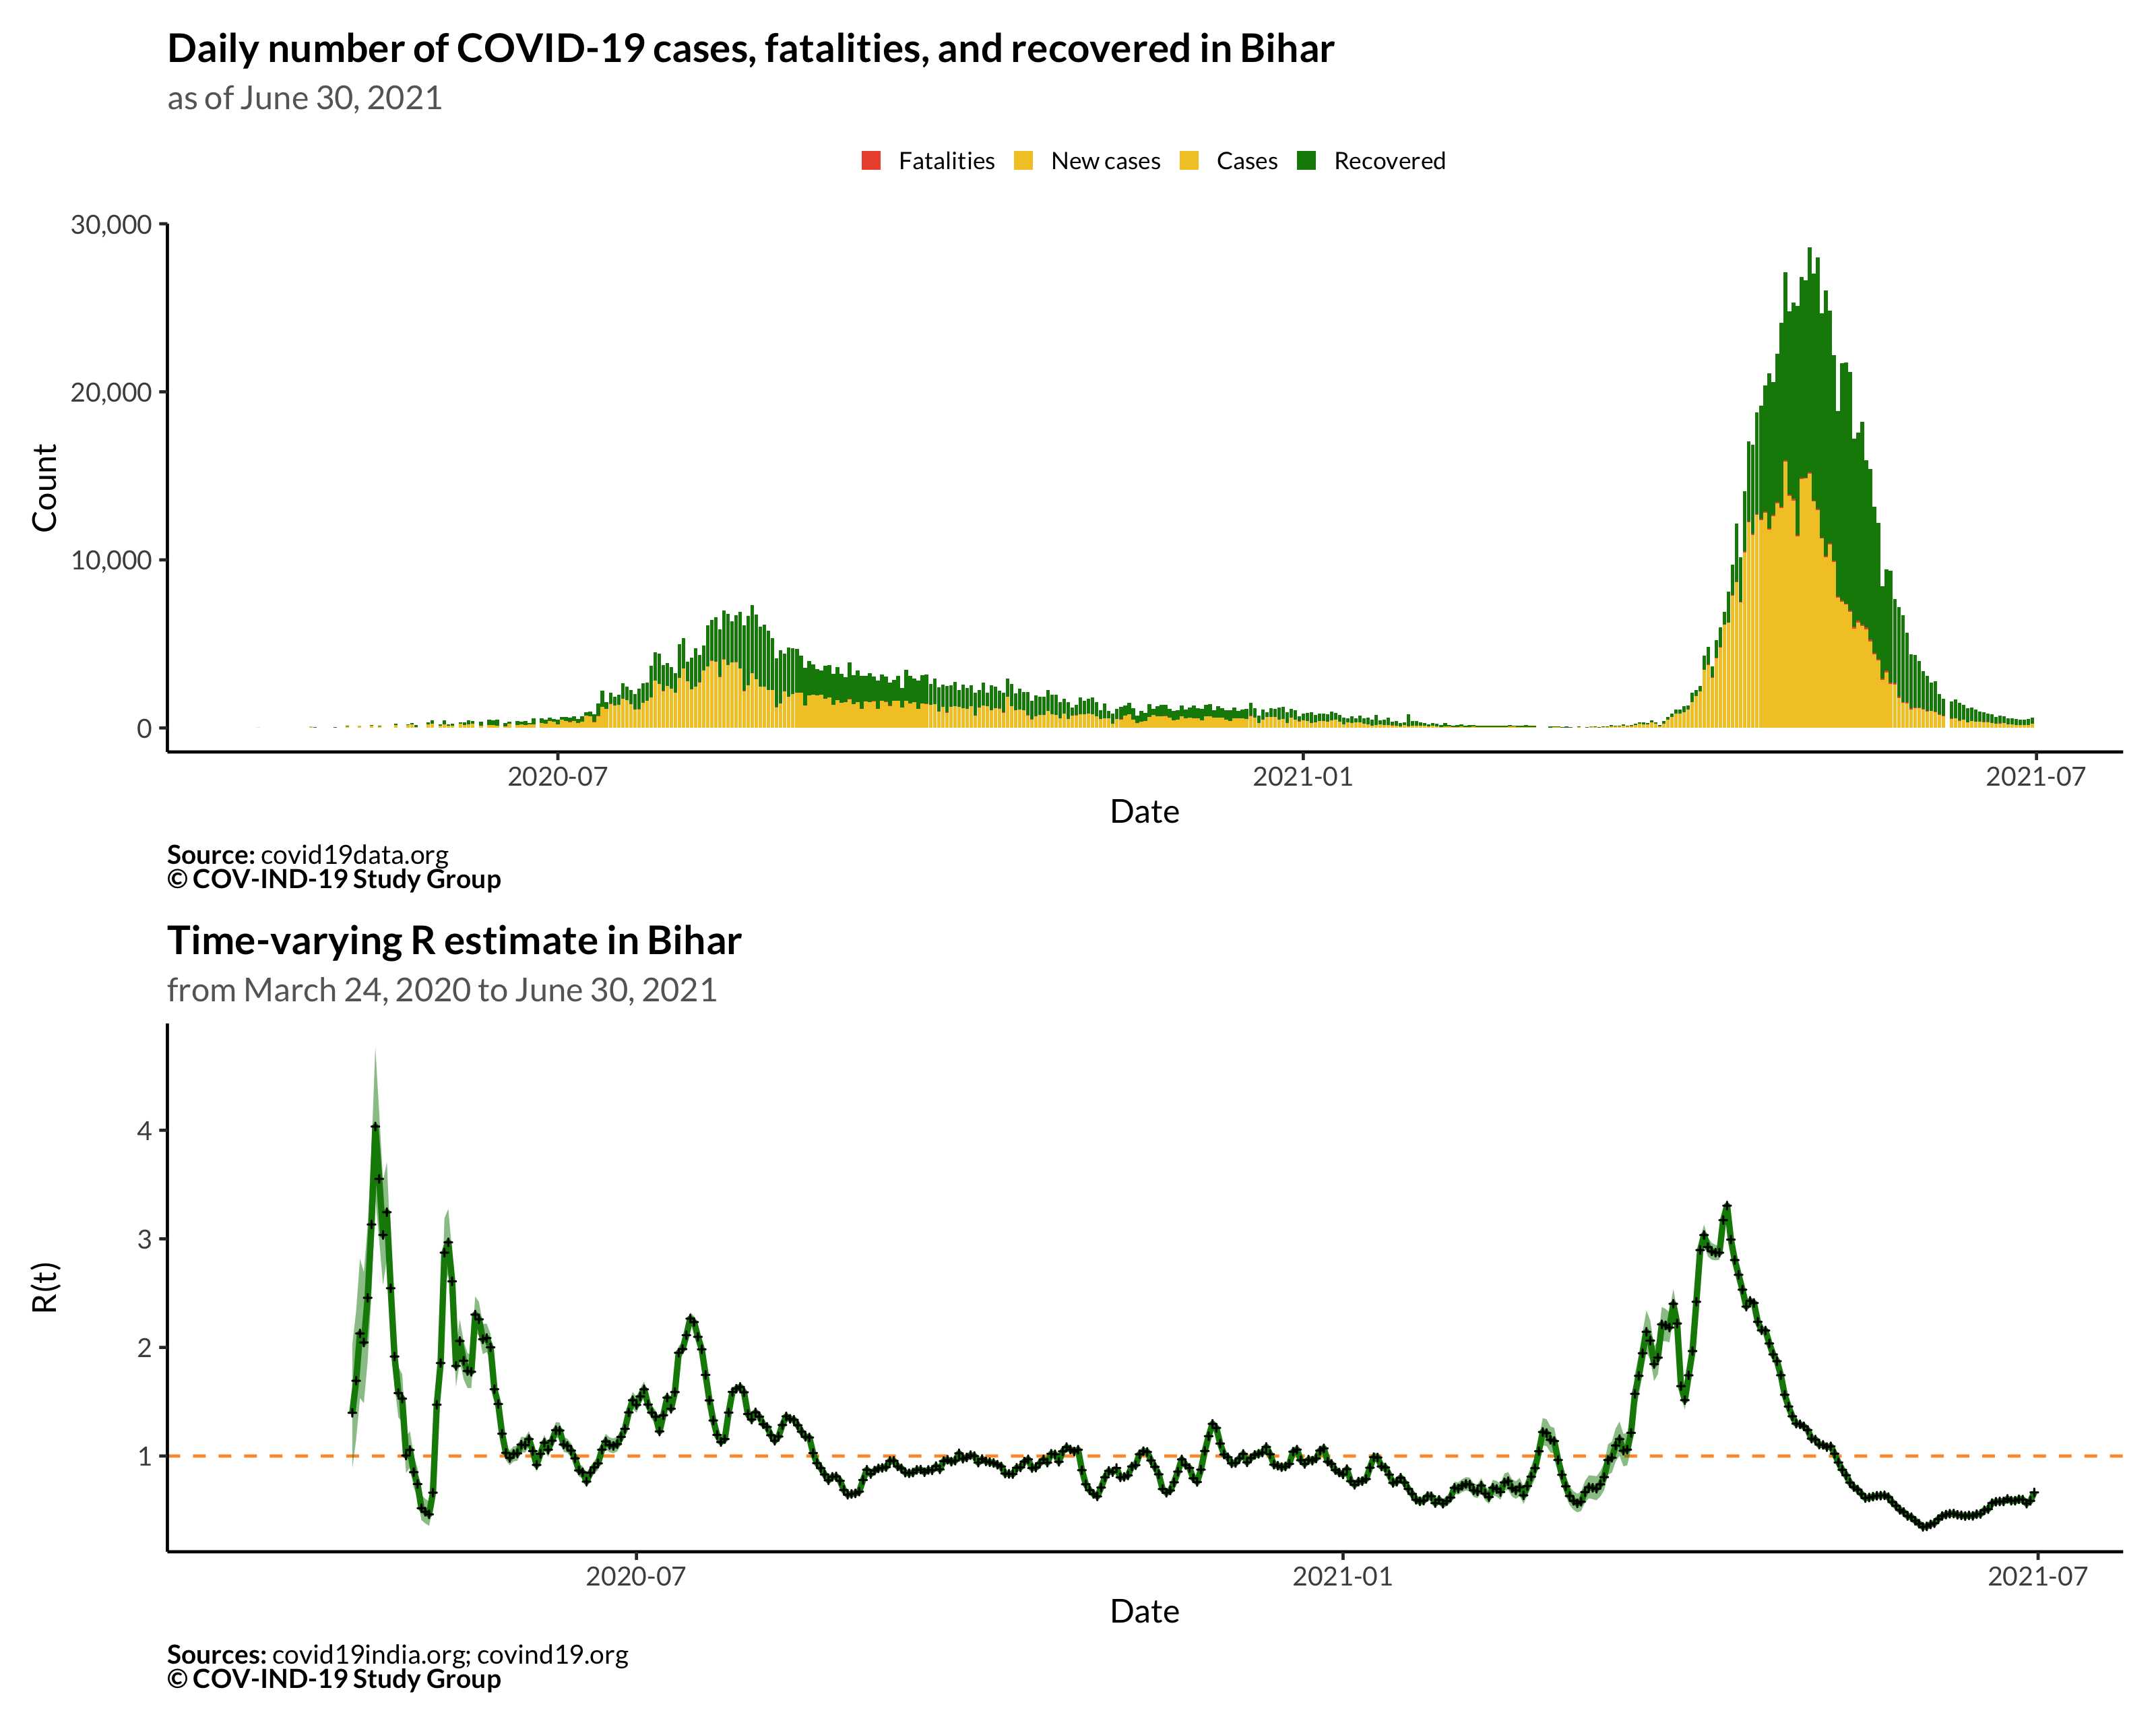 Daily number of COVID-19 cases, fatalities, and recovered in Bihar
as of June 30, 2021
Fatalities New cases Cases Recovered
30,000
20,000
10,000
0
Count
2020-07 2021-01 2021-07
Date
Source: covid19data.org
© COV-IND-19 Study Group
Time-varying R estimate in Bihar
from March 24, 2020 to June 30, 2021
4
3
2
1
R(t)
2020-07 2021-01 2021-07
Date
Sources: covid19india.org; covind19.org
© COV-IND-19 Study Group